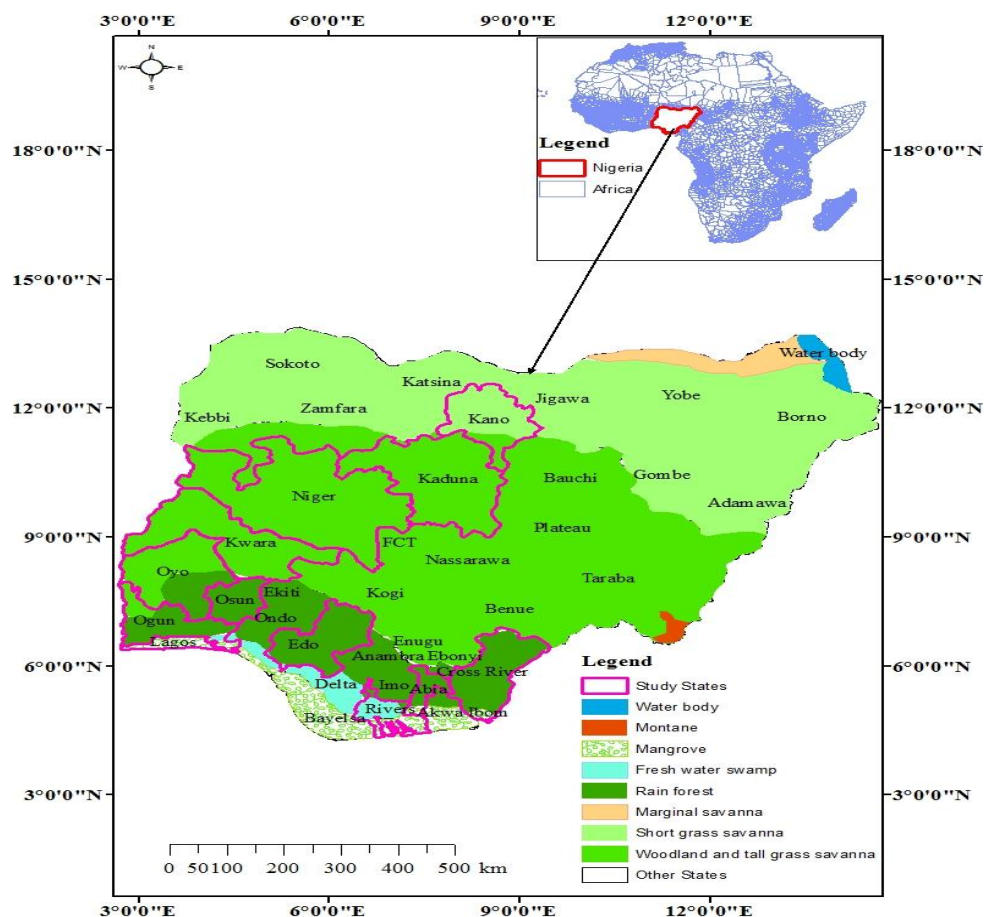 3°0'0"E 6°0'0"E 9°0'0"E 12°0'0"E
N
W E
S
Legend
Nigeria
Africa
18°0'0"N 18°0'0"N
15°0'0"N 15°0'0"N
12°0'0"N 12°0'0"N
9°0'0"N 9°0'0"N
6°0'0"N 6°0'0"N
3°0'0"N 3°0'0"N
Water body
Sokoto
Katsina
Jigawa
Yobe
Zamfara
Kano
Borno
Kebbi
Gombe
Kaduna
Bauchi
Niger
Adamawa
Plateau
Kwara
FCT
Nassarawa
Oyo
Taraba
Kogi
Osun
Ekiti
Benue
Ogun
Ondo
Lagos
Edo
Enugu
Anambra Ebonyi
Cross River
Delta
Imo
Abia
Rivers
Akwa Ibom
Bayelsa
Legend
Study States
Water body
Montane
Mangrove
Fresh water swamp
Rain forest
Marginal savanna
Short grass savanna
Woodland and tall grass savanna
Other States
0 50100 200 300 400 500 km
3°0'0"E 6°0'0"E 9°0'0"E 12°0'0"E